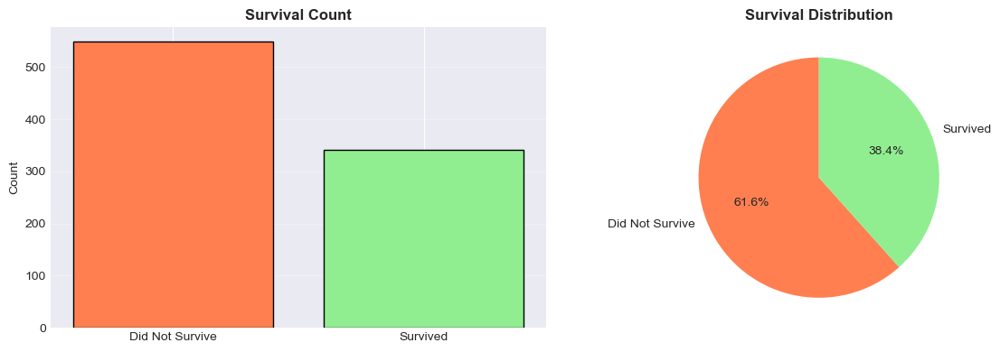 Survival Count
500
400
300
200
100
0
Count
Did Not Survive
Survived
Survival Distribution
Survived
38.4%
61.6%
Did Not Survive